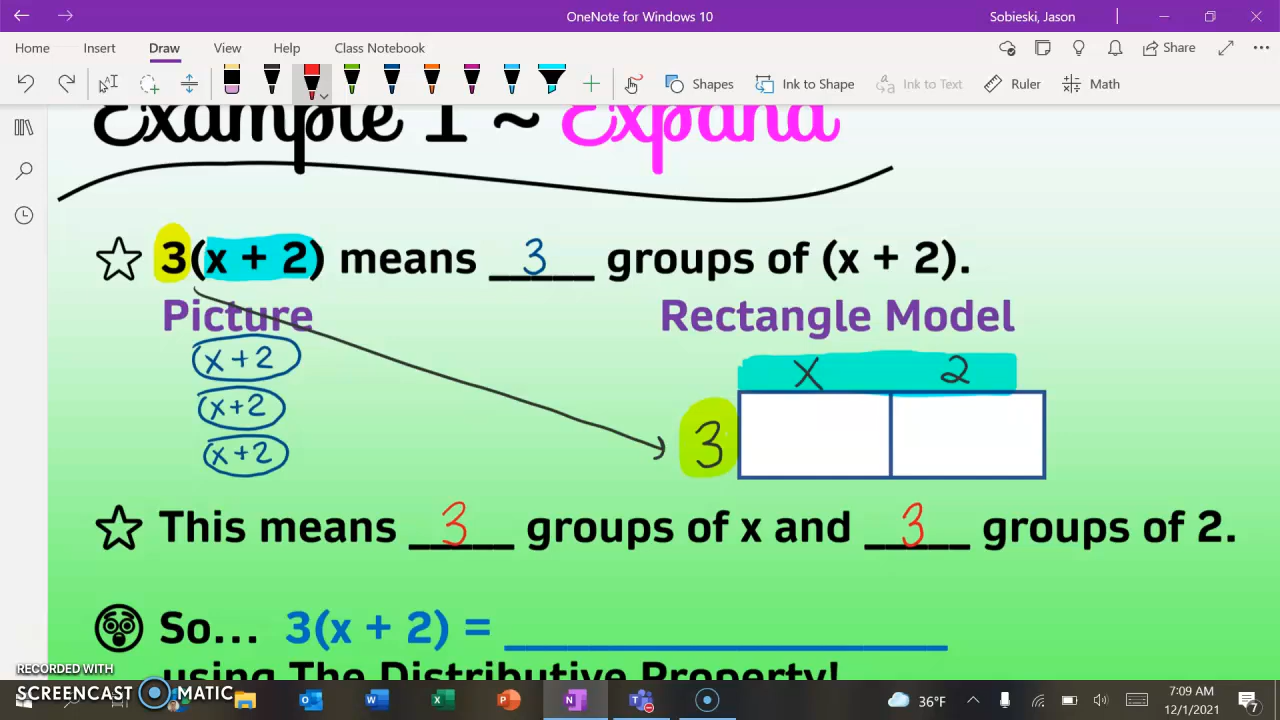 OneNote for Windows 10
Sobieski, Jason
Home Insert Draw View Help Class Notebook Share
Shapes Ink to Shape Ink to Text Ruler Math
Example 1 ~ Expand
3(x + 2) means 3 groups of (x + 2).
Picture Rectangle Model
(x+2) x 2
(x+2) 3
(x+2)
This means 3 groups of x and 3 groups of 2.
So... 3(x + 2) =
using The Distributive Property!
RECORDED WITH
SCREENCAST MATIC
36°F
7:09 AM
12/1/2021
7